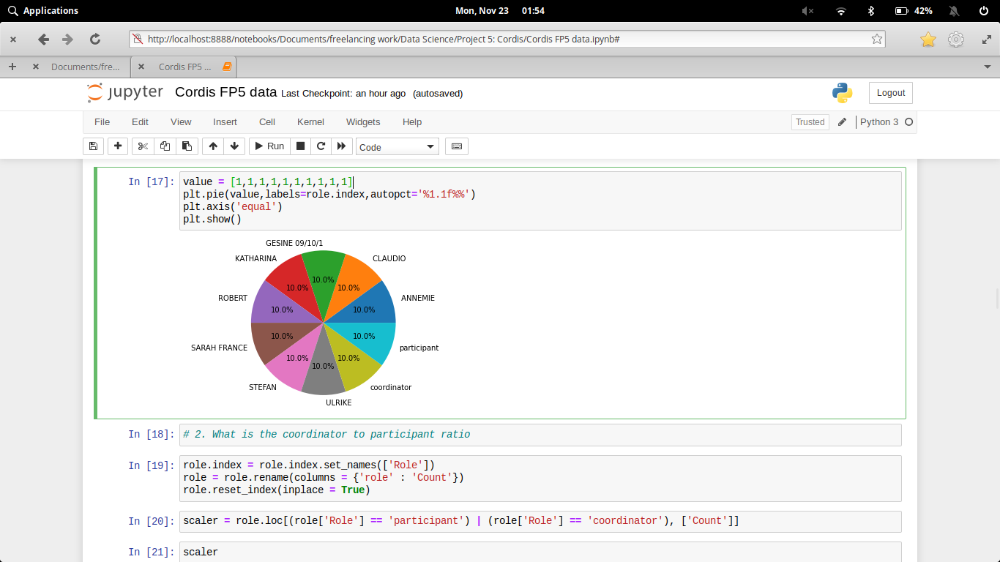 Applications
Mon, Nov 23 01:54
42%
http://localhost:8888/notebooks/Documents/freelancing work/Data Science/Project 5: Cordis/Cordis FP5 data.ipynb#
Documents/fre...
Cordis FP5 ...
jupyter Cordis FP5 data Last Checkpoint: an hour ago (autosaved)
Logout
File Edit View Insert Cell Kernel Widgets Help
Trusted
Python 3
Run
Code
In [17]: value = [1,1,1,1,1,1,1,1,1,1]
plt.pie(value,labels=role.index,autopct='%1.1f%%')
plt.axis('equal')
plt.show()
GESINE 09/10/1
KATHARINA
CLAUDIO
10.0%
10.0%
10.0%
ROBERT
ANNEMIE
10.0%
10.0%
10.0%
10.0%
SARAH FRANCE
participant
10.0%
10.0%
10.0%
STEFAN
coordinator
ULRIKE
In [18]: # 2. What is the coordinator to participant ratio
In [19]: role.index = role.index.set_names(['Role'])
role = role.rename(columns = {'role' : 'Count'})
role.reset_index(inplace = True)
In [20]: scaler = role.loc[(role['Role'] == 'participant') | (role['Role'] == 'coordinator'), ['Count']]
In [21]: scaler